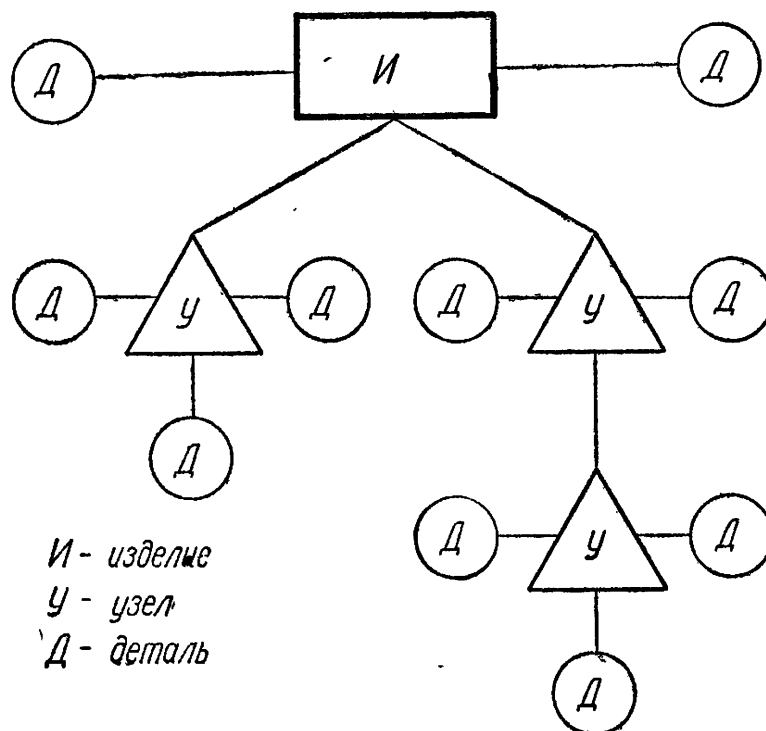 Д И Д
Д У Д Д У Д
Д
Д У Д
И - изделие
У - узел
Д - деталь
Д